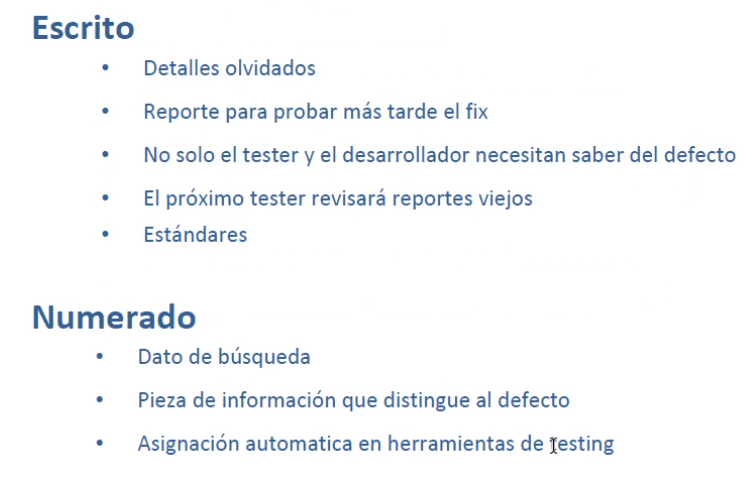 Escrito
• Detalles olvidados
• Reporte para probar más tarde el fix
• No solo el tester y el desarrollador necesitan saber del defecto
• El próximo tester revisará reportes viejos
• Estándares
Numerado
• Dato de búsqueda
• Pieza de información que distingue al defecto
• Asignación automatica en herramientas de testing